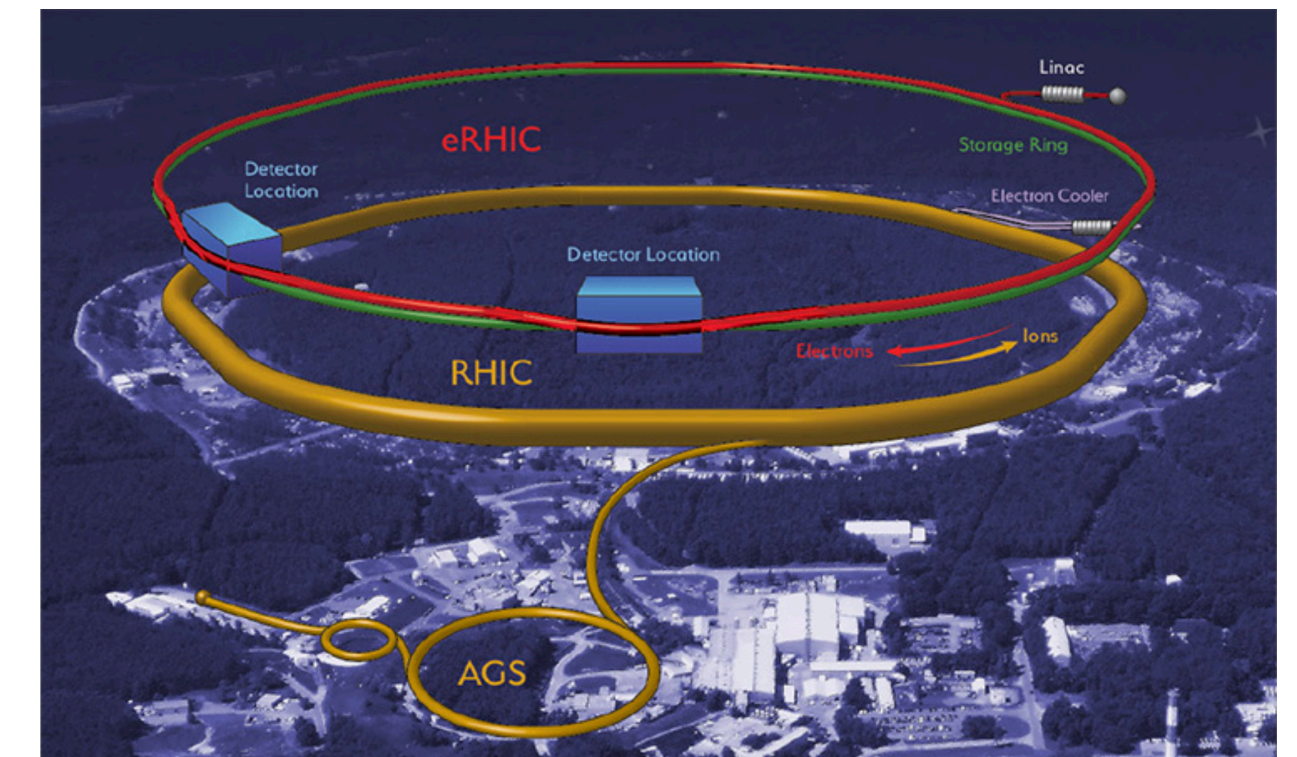 Linac
eRHIC
Storage Ring
Detector
Location
Electron Cooler
Detector Location
Ions
Electrons
RHIC
AGS